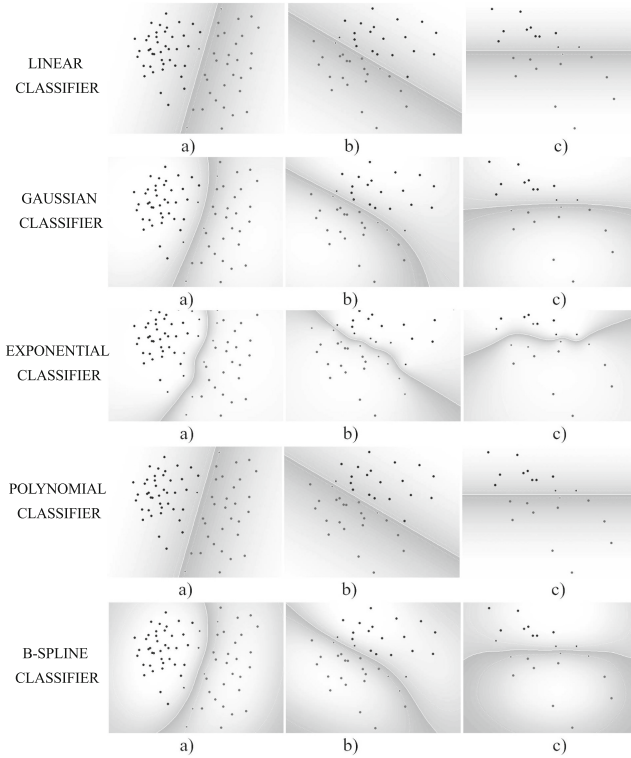 LINEAR
CLASSIFIER
a) b) c)
GAUSSIAN
CLASSIFIER
a) b) c)
EXPONENTIAL
CLASSIFIER
a) b) c)
POLYNOMIAL
CLASSIFIER
a) b) c)
B-SPLINE
CLASSIFIER
a) b) c)